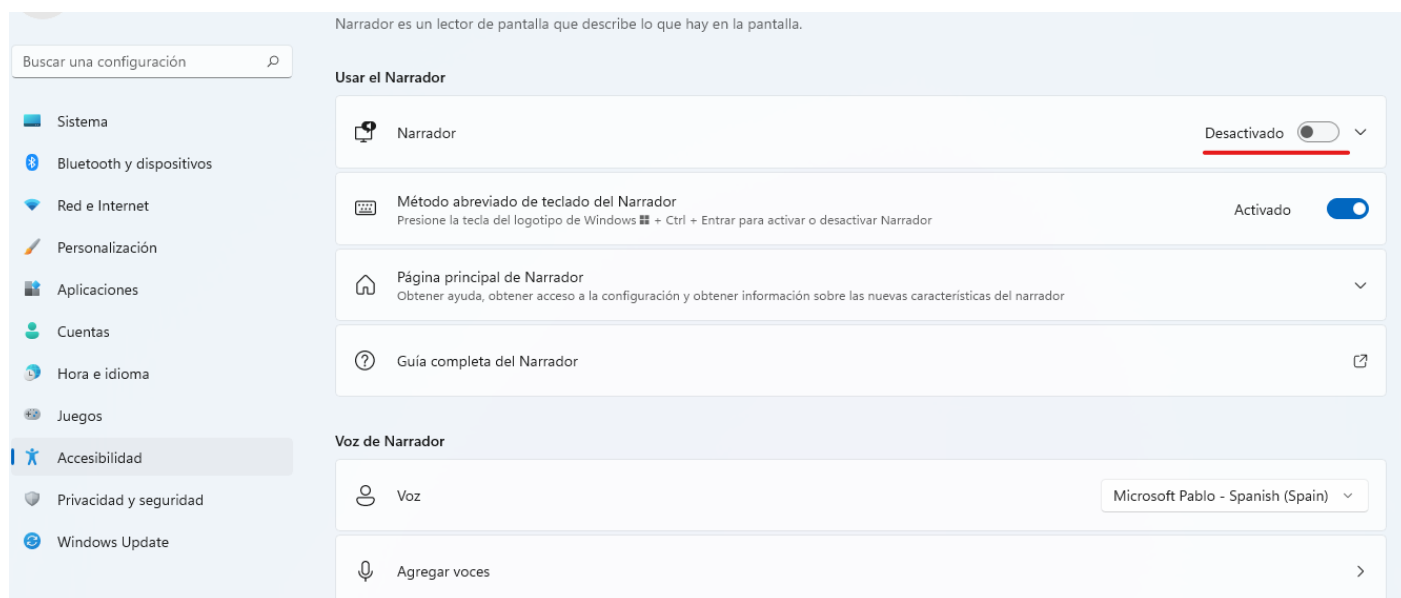 Narrador es un lector de pantalla que describe lo que hay en la pantalla.
Buscar una configuración
Sistema
Bluetooth y dispositivos
Red e Internet
Personalización
Aplicaciones
Cuentas
Hora e idioma
Juegos
Accesibilidad
Privacidad y seguridad
Windows Update
Usar el Narrador
Narrador
Desactivado
Método abreviado de teclado del Narrador
Presione la tecla del logotipo de Windows + Ctrl + Entrar para activar o desactivar Narrador
Activado
Página principal de Narrador
Obtener ayuda, obtener acceso a la configuración y obtener información sobre las nuevas características del narrador
Guía completa del Narrador
Voz de Narrador
Voz
Microsoft Pablo - Spanish (Spain)
Agregar voces